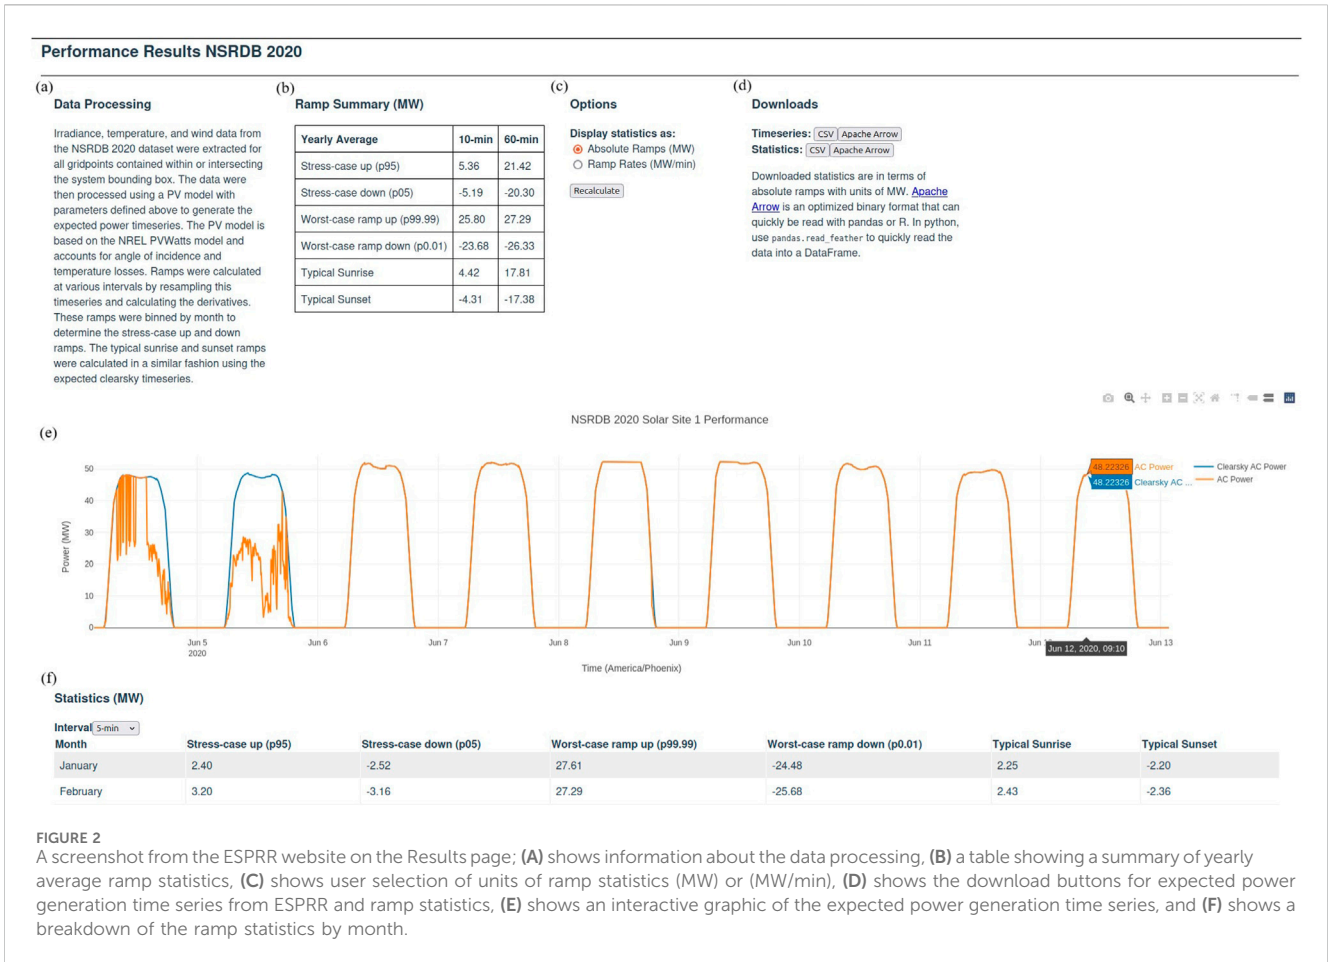 Performance Results NSRDB 2020
(a)
Data Processing
Irradiance, temperature, and wind data from
the NSRDB 2020 dataset were extracted for
all gridpoints contained within or intersecting
the system bounding box. The data were
then processed using a PV model with
parameters defined above to generate the
expected power timeseries. The PV model is
based on the NREL PVWatts model and
accounts for angle of incidence and
temperature losses. Ramps were calculated
at various intervals by resampling this
timeseries and calculating the derivatives.
These ramps were binned by month to
determine the stress-case up and down
ramps. The typical sunrise and sunset ramps
were calculated in a similar fashion using the
expected clearsky timeseries.
(b)
Ramp Summary (MW)
Yearly Average 10-min 60-min
Stress-case up (p95) 5.36 21.42
Stress-case down (p05) -5.19 -20.30
Worst-case ramp up (p99.99) 25.80 27.29
Worst-case ramp down (p0.01) -23.68 -26.33
Typical Sunrise 4.42 17.81
Typical Sunset -4.31 -17.38
(c)
Options
Display statistics as:
Absolute Ramps (MW)
Ramp Rates (MW/min)
Recalculate
(d)
Downloads
Timeseries: CSV Apache Arrow
Statistics: CSV Apache Arrow
Downloaded statistics are in terms of
absolute ramps with units of MW. Apache
Arrow is an optimized binary format that can
quickly be read with pandas or R. In python,
use pandas.read_feather to quickly read the
data into a DataFrame.
(e)
NSRDB 2020 Solar Site 1 Performance
Power (MW)
50
40
30
20
10
0
48.22326 AC Power
48.22326 Clearsky AC ...
Clearsky AC Power
AC Power
Jun 5
2020
Jun 6
Jun 7
Jun 8
Jun 9
Jun 10
Jun 11
Jun 12, 2020, 09:10
Jun 13
Time (America/Phoenix)
(f)
Statistics (MW)
Interval 5-min
Month Stress-case up (p95) Stress-case down (p05) Worst-case ramp up (p99.99) Worst-case ramp down (p0.01) Typical Sunrise Typical Sunset
January 2.40 -2.52 27.61 -24.48 2.25 -2.20
February 3.20 -3.16 27.29 -25.68 2.43 -2.36
FIGURE 2
A screenshot from the ESPRR website on the Results page; (A) shows information about the data processing, (B) a table showing a summary of yearly
average ramp statistics, (C) shows user selection of units of ramp statistics (MW) or (MW/min), (D) shows the download buttons for expected power
generation time series from ESPRR and ramp statistics, (E) shows an interactive graphic of the expected power generation time series, and (F) shows a
breakdown of the ramp statistics by month.